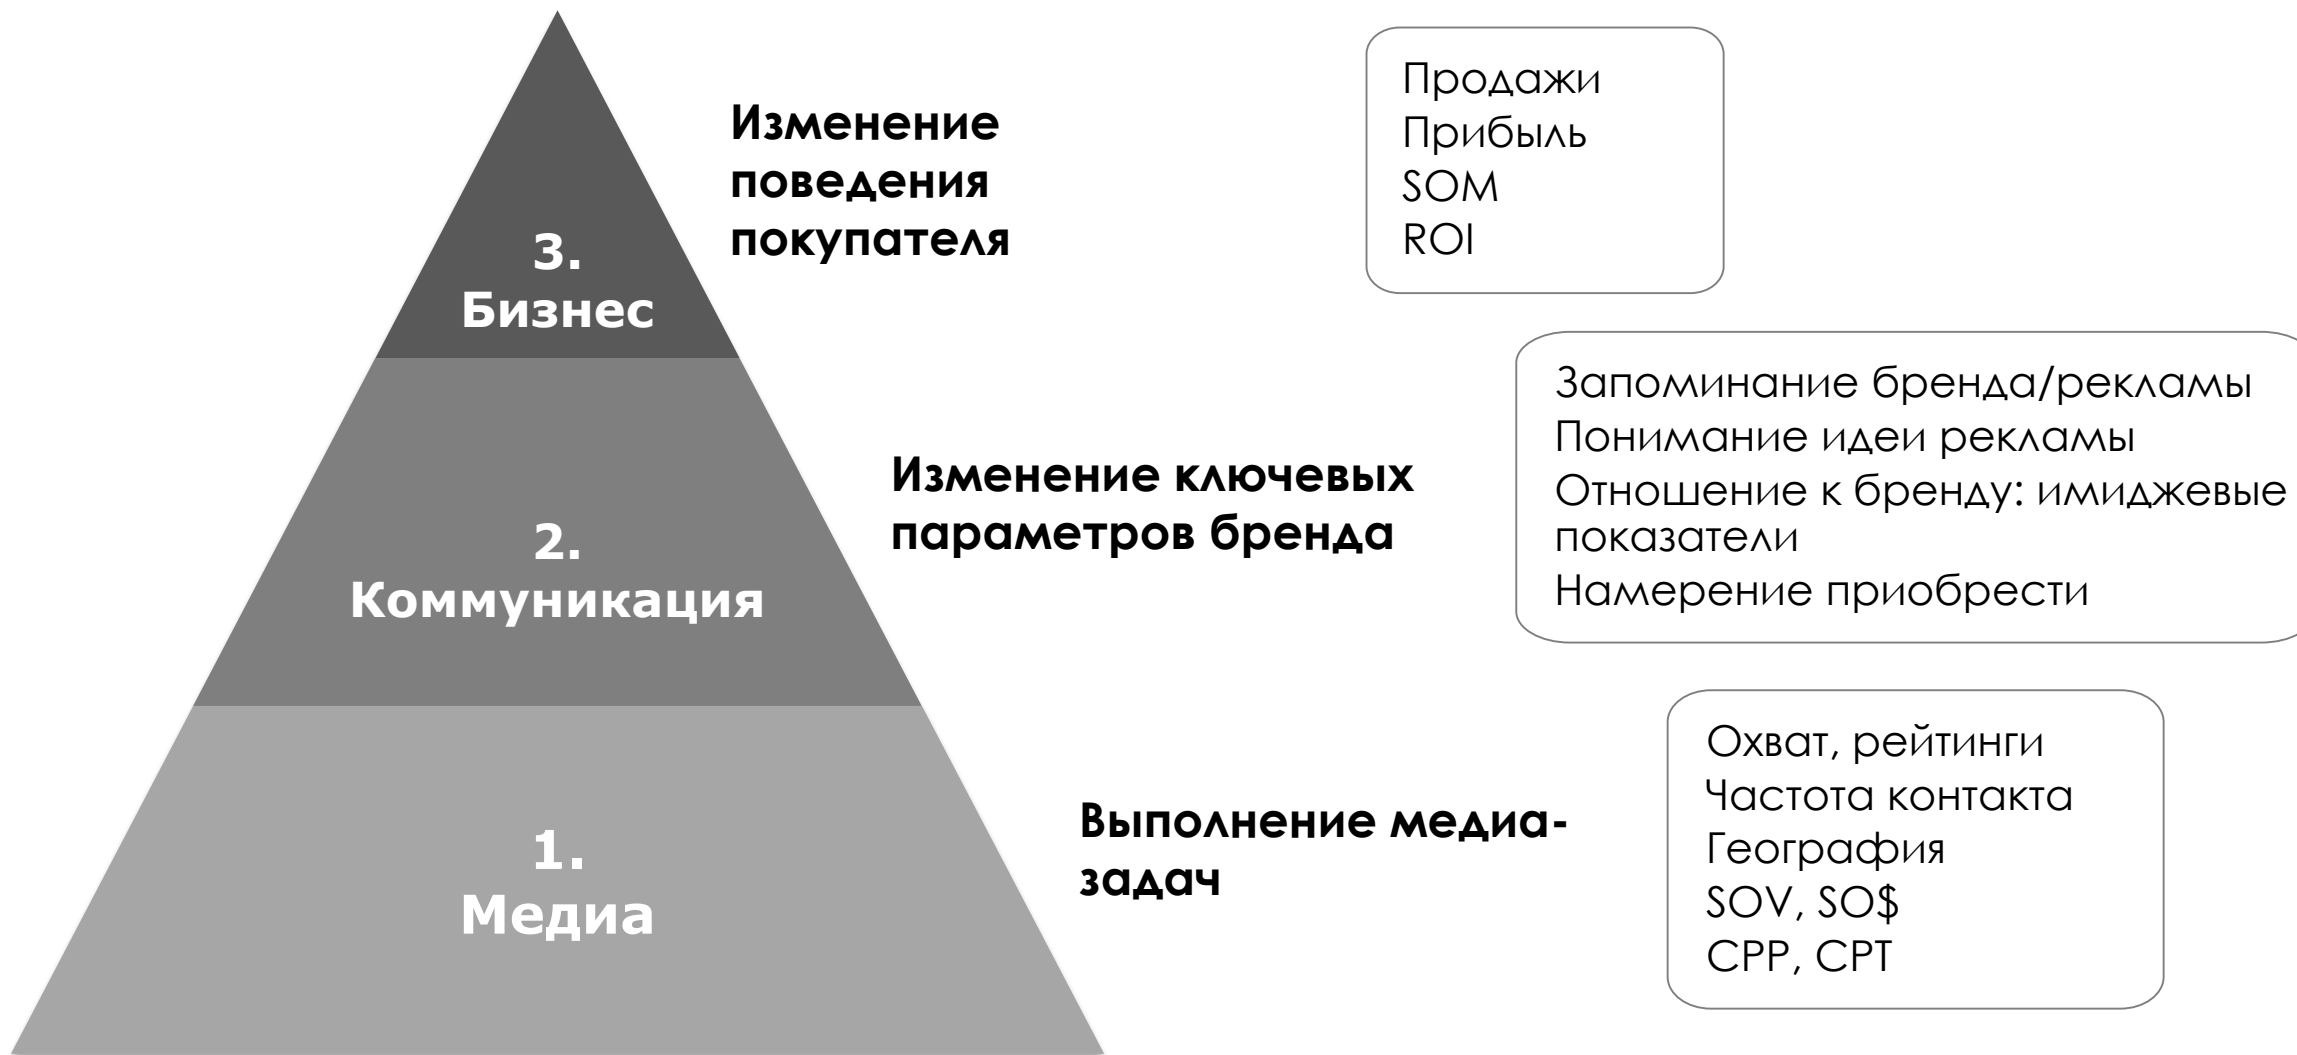 3.
Бизнес
Изменение
поведения
покупателя
Продажи
Прибыль
SOM
ROI
2.
Коммуникация
Изменение ключевых
параметров бренда
Запоминание бренда/рекламы
Понимание идеи рекламы
Отношение к бренду: имиджевые
показатели
Намерение приобрести
1.
Медиа
Выполнение медиа-
задач
Охват, рейтинги
Частота контакта
География
SOV, SO$
CPP, CPT